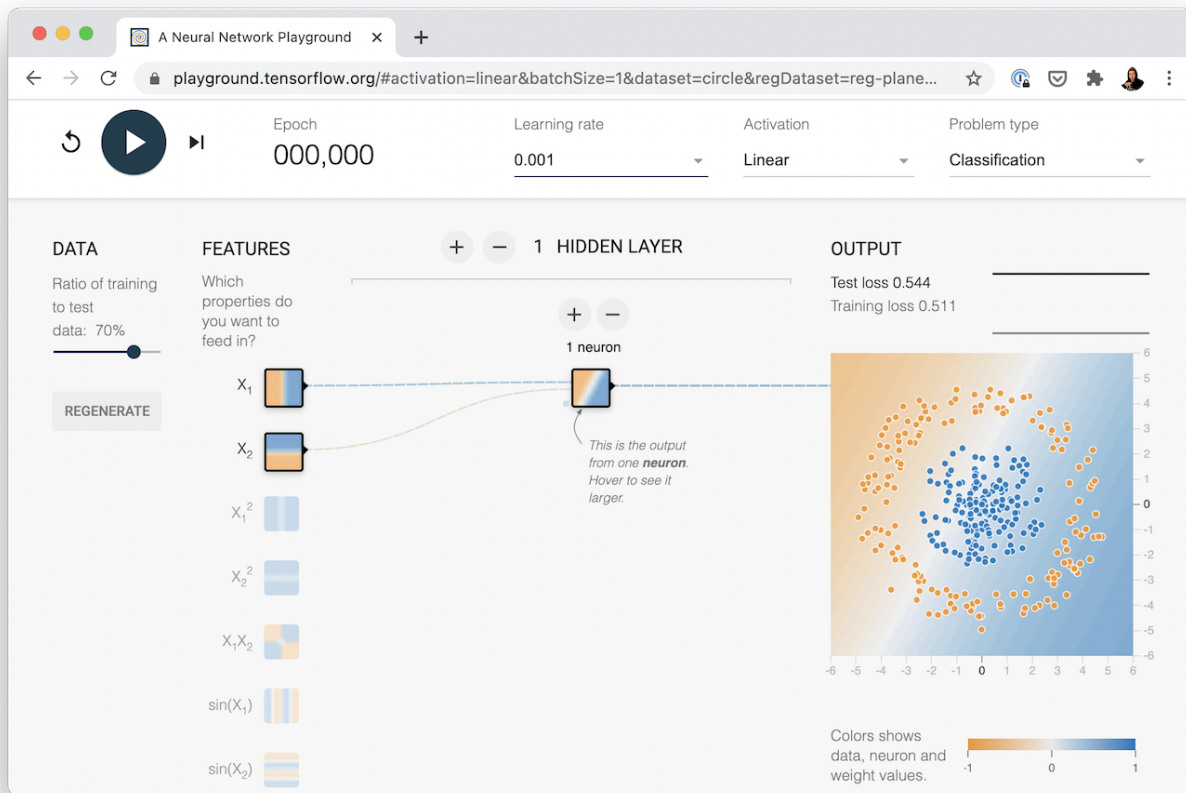 A Neural Network Playground
playground.tensorflow.org/#activation=linear&batchSize=1&dataset=circle&regDataset=reg-plane...
Epoch
000,000
Learning rate
0.001
Activation
Linear
Problem type
Classification
DATA
Ratio of training
to test
data: 70%
REGENERATE
FEATURES
Which
properties do
you want to
feed in?
X₁
X₂
X₁²
X₂²
X₁X₂
sin(X₁)
sin(X₂)
1 HIDDEN LAYER
1 neuron
This is the output
from one neuron.
Hover to see it
larger.
OUTPUT
Test loss 0.544
Training loss 0.511
6
5
4
3
2
1
0
-1
-2
-3
-4
-5
-6
-6 -5 -4 -3 -2 -1 0 1 2 3 4 5 6
Colors shows
data, neuron and
weight values.
-1 0 1